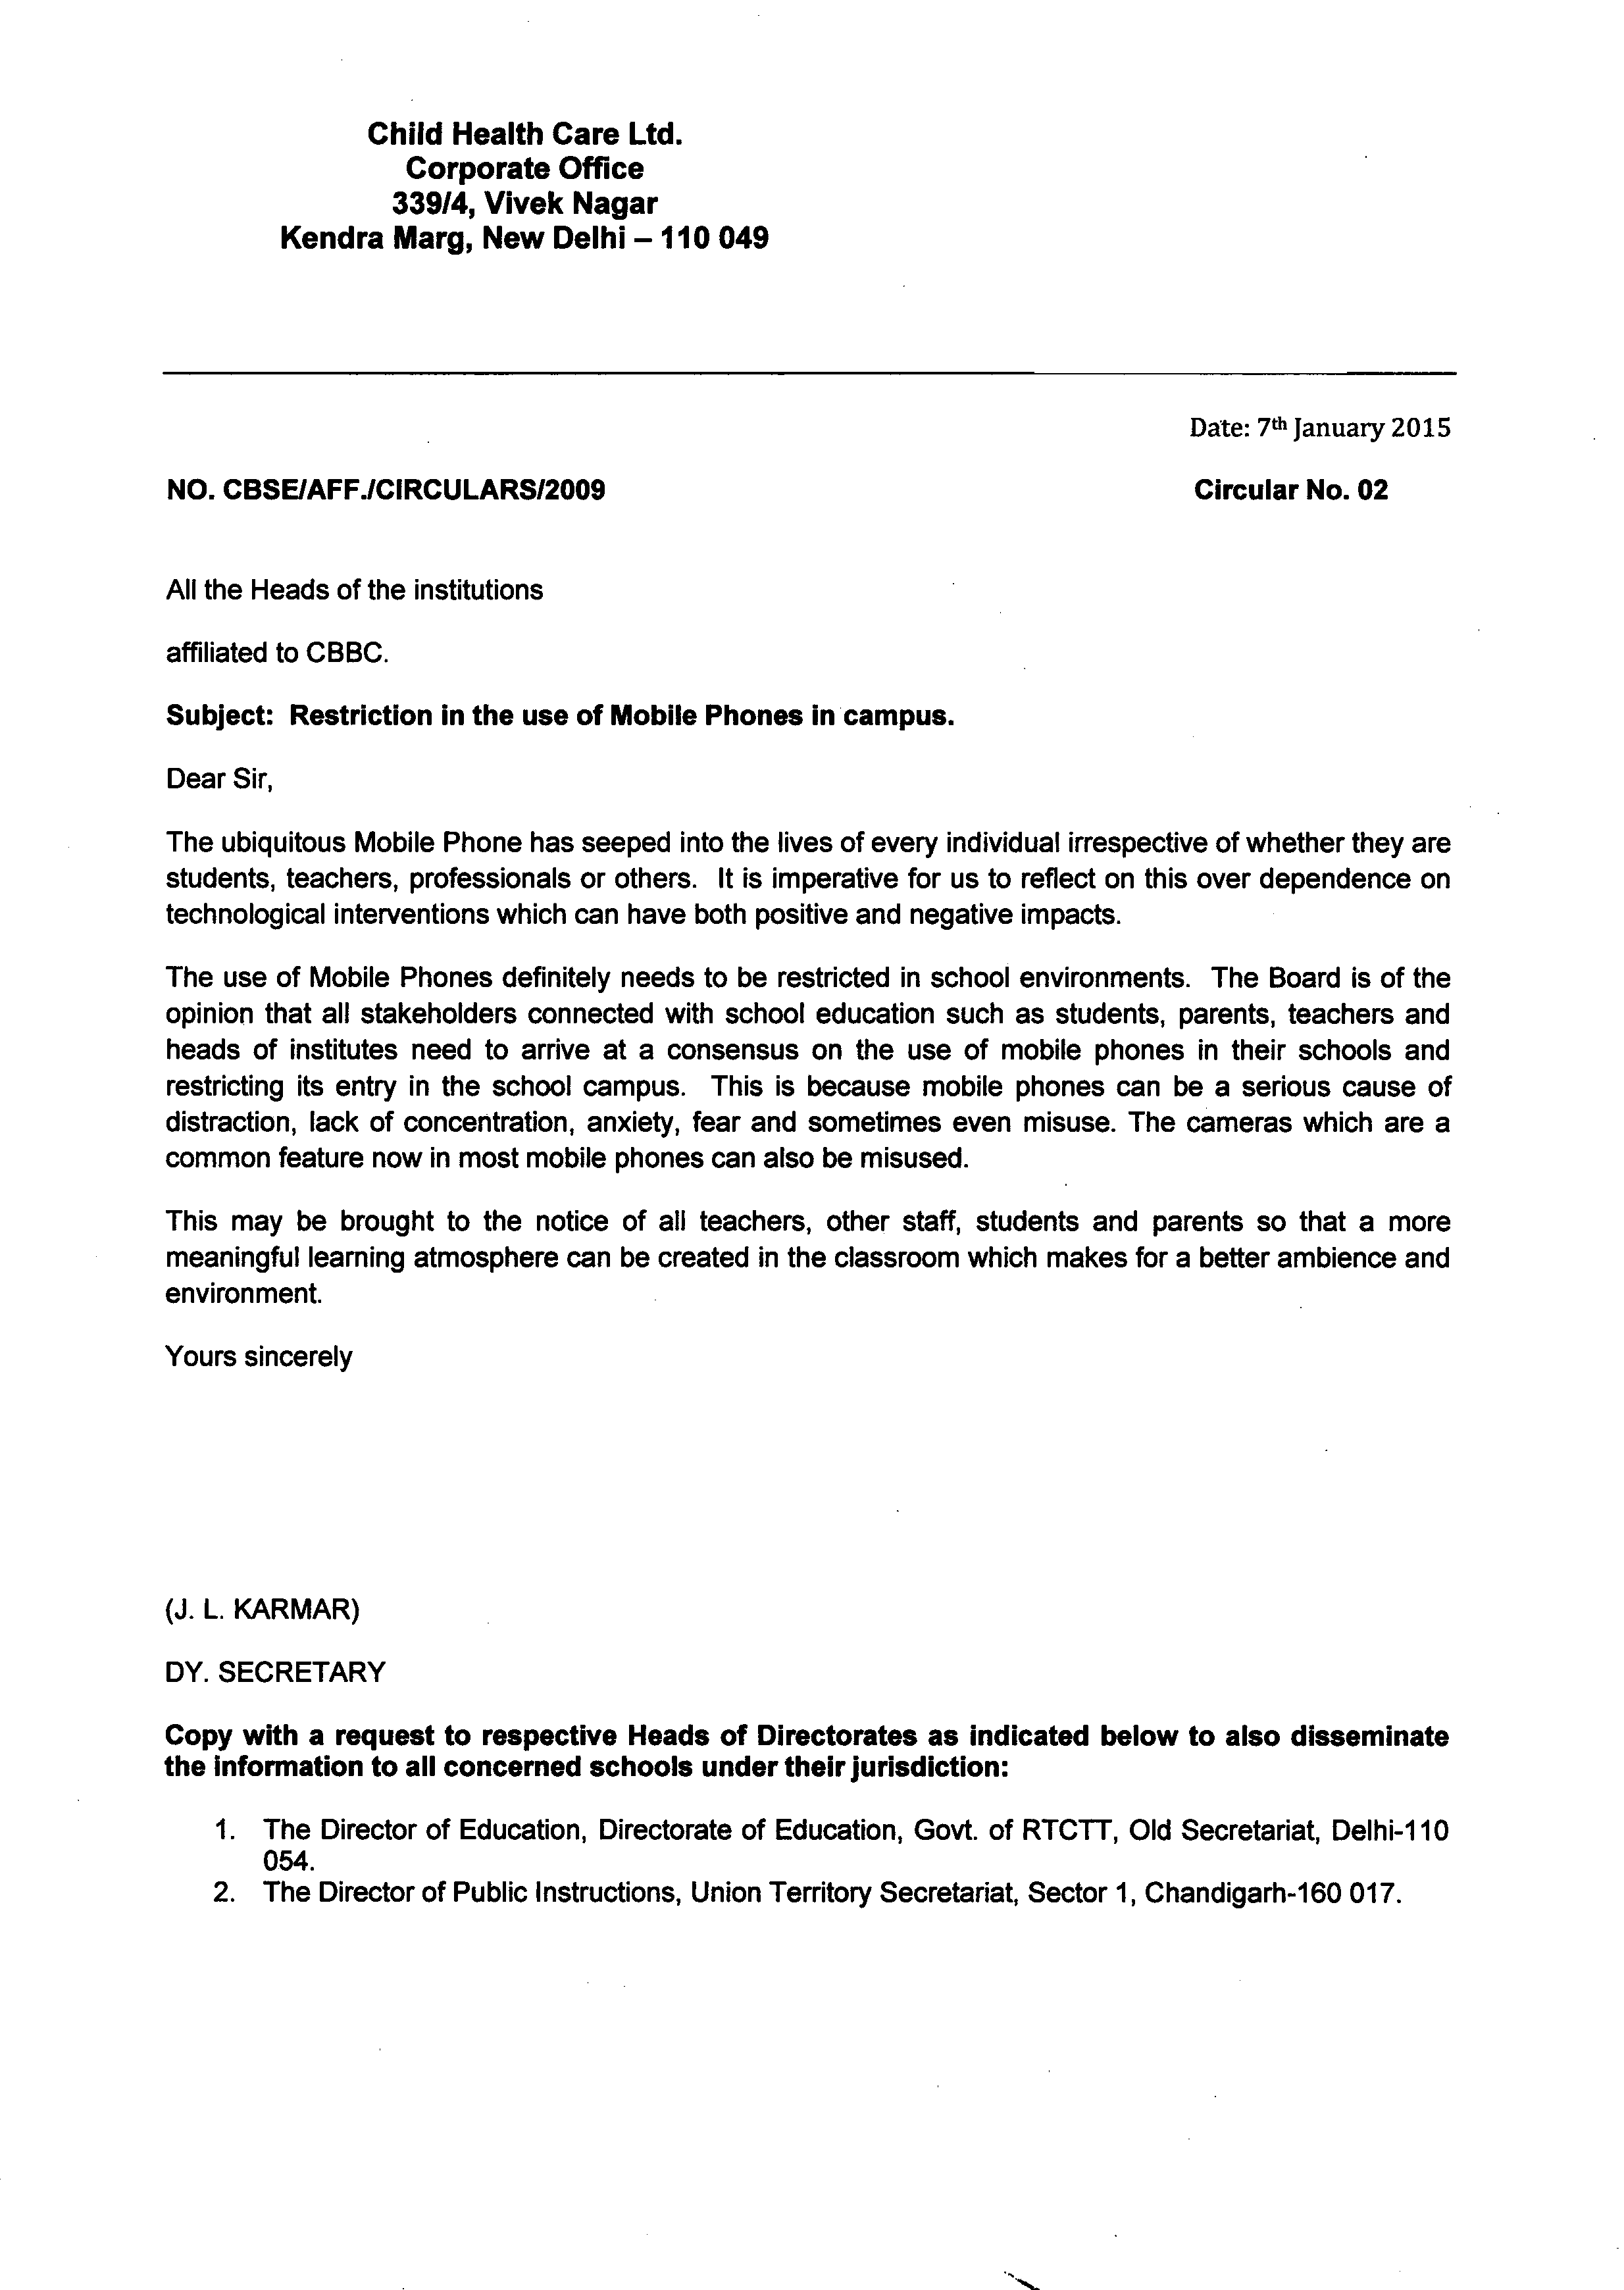 Child Health Care Ltd.
Corporate Office
339/4, Vivek Nagar
Kendra Marg, New Delhi – 110 049
Date: 7th January 2015
NO. CBSE/AFF./CIRCULARS/2009 Circular No. 02
All the Heads of the institutions
affiliated to CBBC.
Subject: Restriction in the use of Mobile Phones in campus.
Dear Sir,
The ubiquitous Mobile Phone has seeped into the lives of every individual irrespective of whether they are
students, teachers, professionals or others. It is imperative for us to reflect on this over dependence on
technological interventions which can have both positive and negative impacts.
The use of Mobile Phones definitely needs to be restricted in school environments. The Board is of the
opinion that all stakeholders connected with school education such as students, parents, teachers and
heads of institutes need to arrive at a consensus on the use of mobile phones in their schools and
restricting its entry in the school campus. This is because mobile phones can be a serious cause of
distraction, lack of concentration, anxiety, fear and sometimes even misuse. The cameras which are a
common feature now in most mobile phones can also be misused.
This may be brought to the notice of all teachers, other staff, students and parents so that a more
meaningful learning atmosphere can be created in the classroom which makes for a better ambience and
environment.
Yours sincerely
(J. L. KARMAR)
DY. SECRETARY
Copy with a request to respective Heads of Directorates as indicated below to also disseminate
the information to all concerned schools under their jurisdiction:
1. The Director of Education, Directorate of Education, Govt. of RTCTT, Old Secretariat, Delhi-110
054.
2. The Director of Public Instructions, Union Territory Secretariat, Sector 1, Chandigarh-160 017.